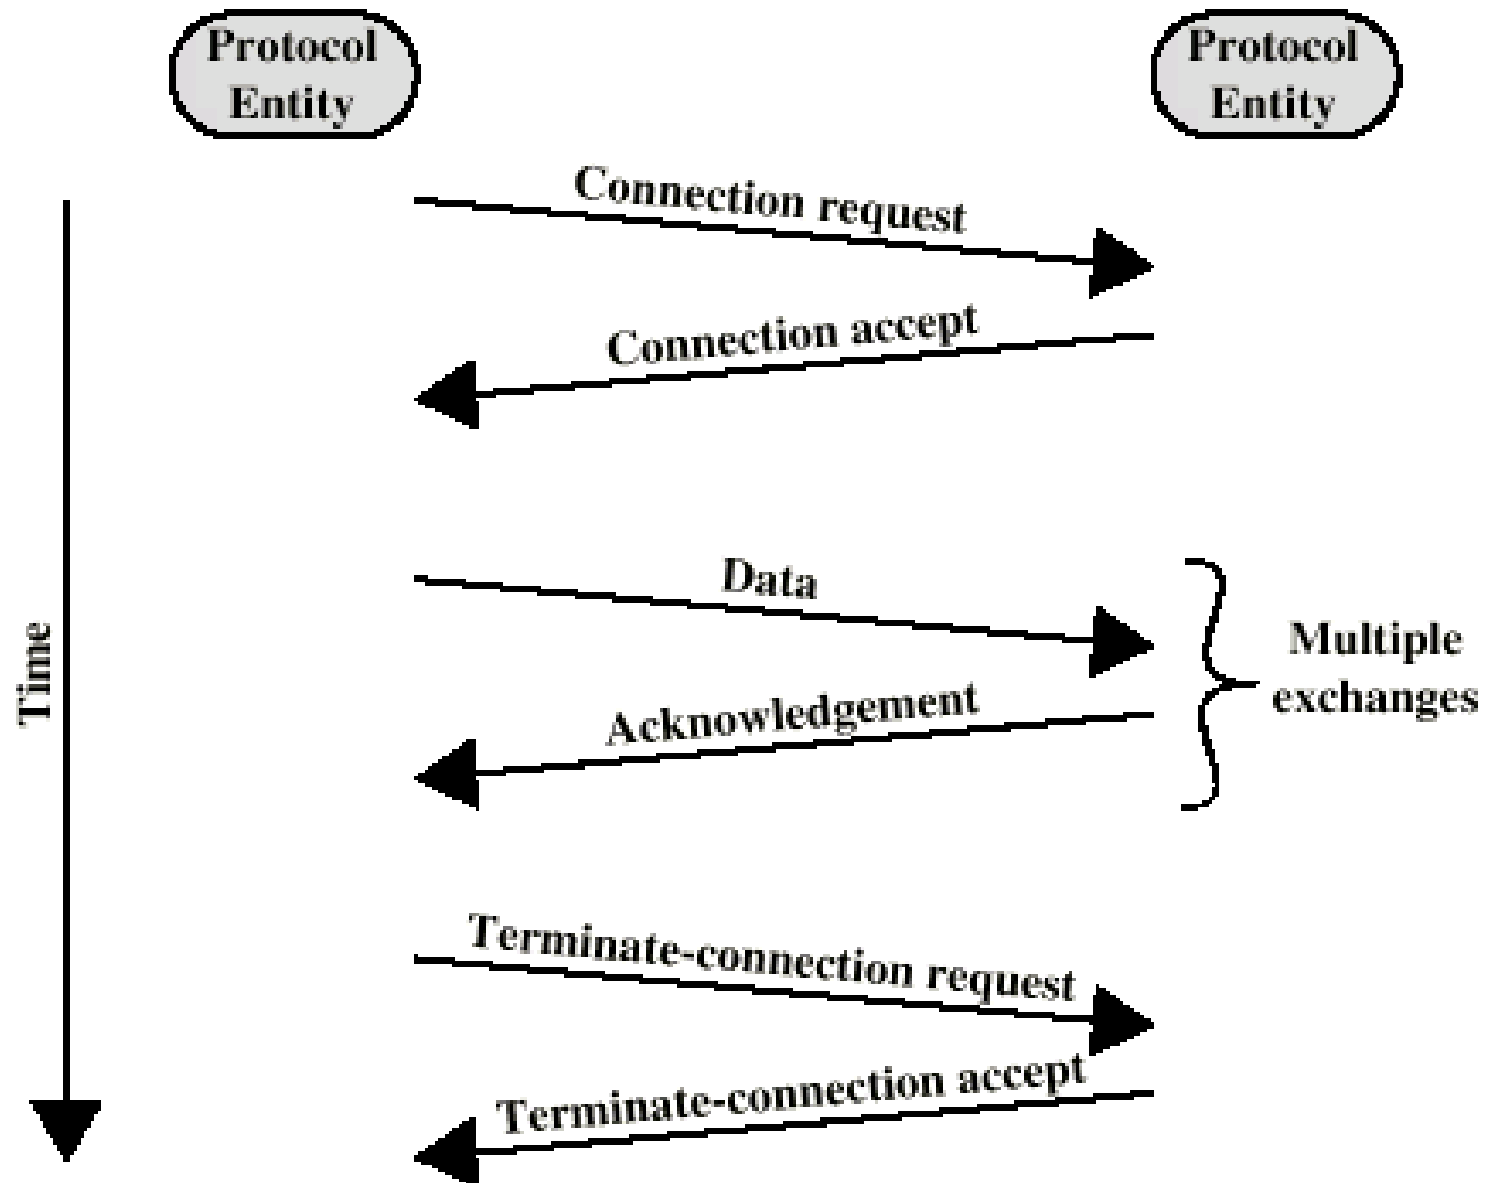 Protocol
Entity
Protocol
Entity
Connection request
Connection accept
Data
Acknowledgement
Multiple
exchanges
Time
Terminate-connection request
Terminate-connection accept